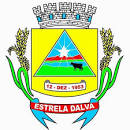 12 - DEZ - 1953
ESTRELA DALVA